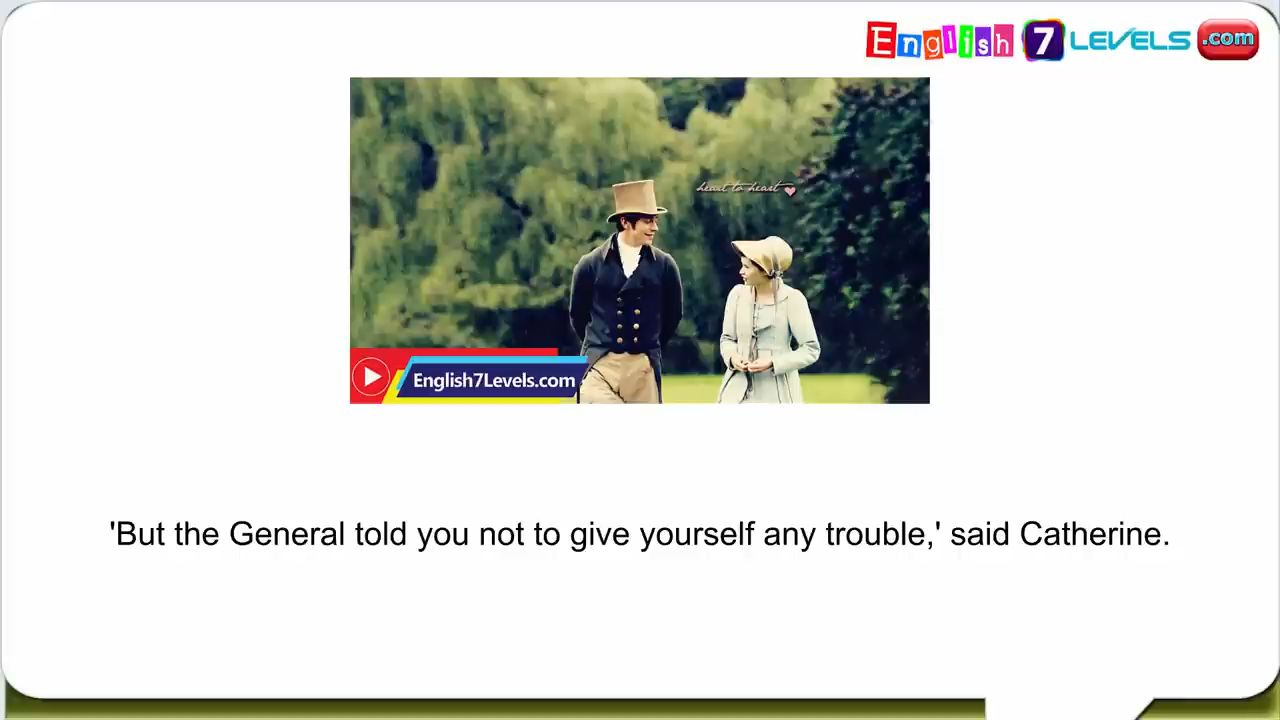 English 7 LEVELS .com
heart to heart
English7Levels.com
'But the General told you not to give yourself any trouble,' said Catherine.